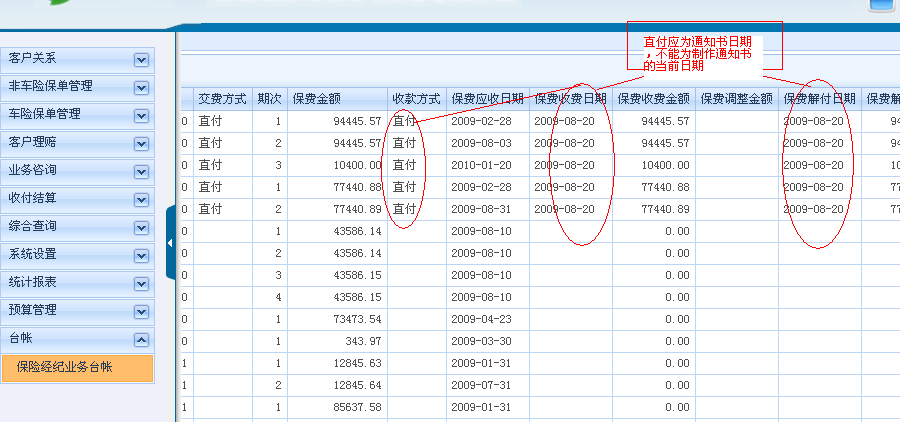 直付应为通知书日期
，不能为制作通知书
的当前日期
客户关系
非车险保单管理
车险保单管理
客户理赔
业务咨询
收付结算
综合查询
系统设置
统计报表
预算管理
台帐
保险经纪业务台帐
交费方式 期次 保费金额 收款方式 保费应收日期 保费收费日期 保费收费金额 保费调整金额 保费解付日期 保费解
0 直付 1 94445.57 直付 2009-02-28 2009-08-20 94445.57 2009-08-20 94
0 直付 2 94445.57 直付 2009-08-03 2009-08-20 94445.57 2009-08-20 94
0 直付 3 10400.00 直付 2010-01-20 2009-08-20 10400.00 2009-08-20 10
0 直付 1 77440.88 直付 2009-02-28 2009-08-20 77440.88 2009-08-20 77
0 直付 2 77440.89 直付 2009-08-31 2009-08-20 77440.89 2009-08-20 77
0 1 43586.14 2009-08-10 0.00
0 2 43586.14 2009-08-10 0.00
0 3 43586.15 2009-08-10 0.00
0 4 43586.15 2009-08-10 0.00
0 1 73473.54 2009-04-23 0.00
0 1 343.97 2009-03-30 0.00
1 1 12845.63 2009-01-31 0.00
1 2 12845.64 2009-07-31 0.00
1 1 85637.58 2009-01-31 0.00